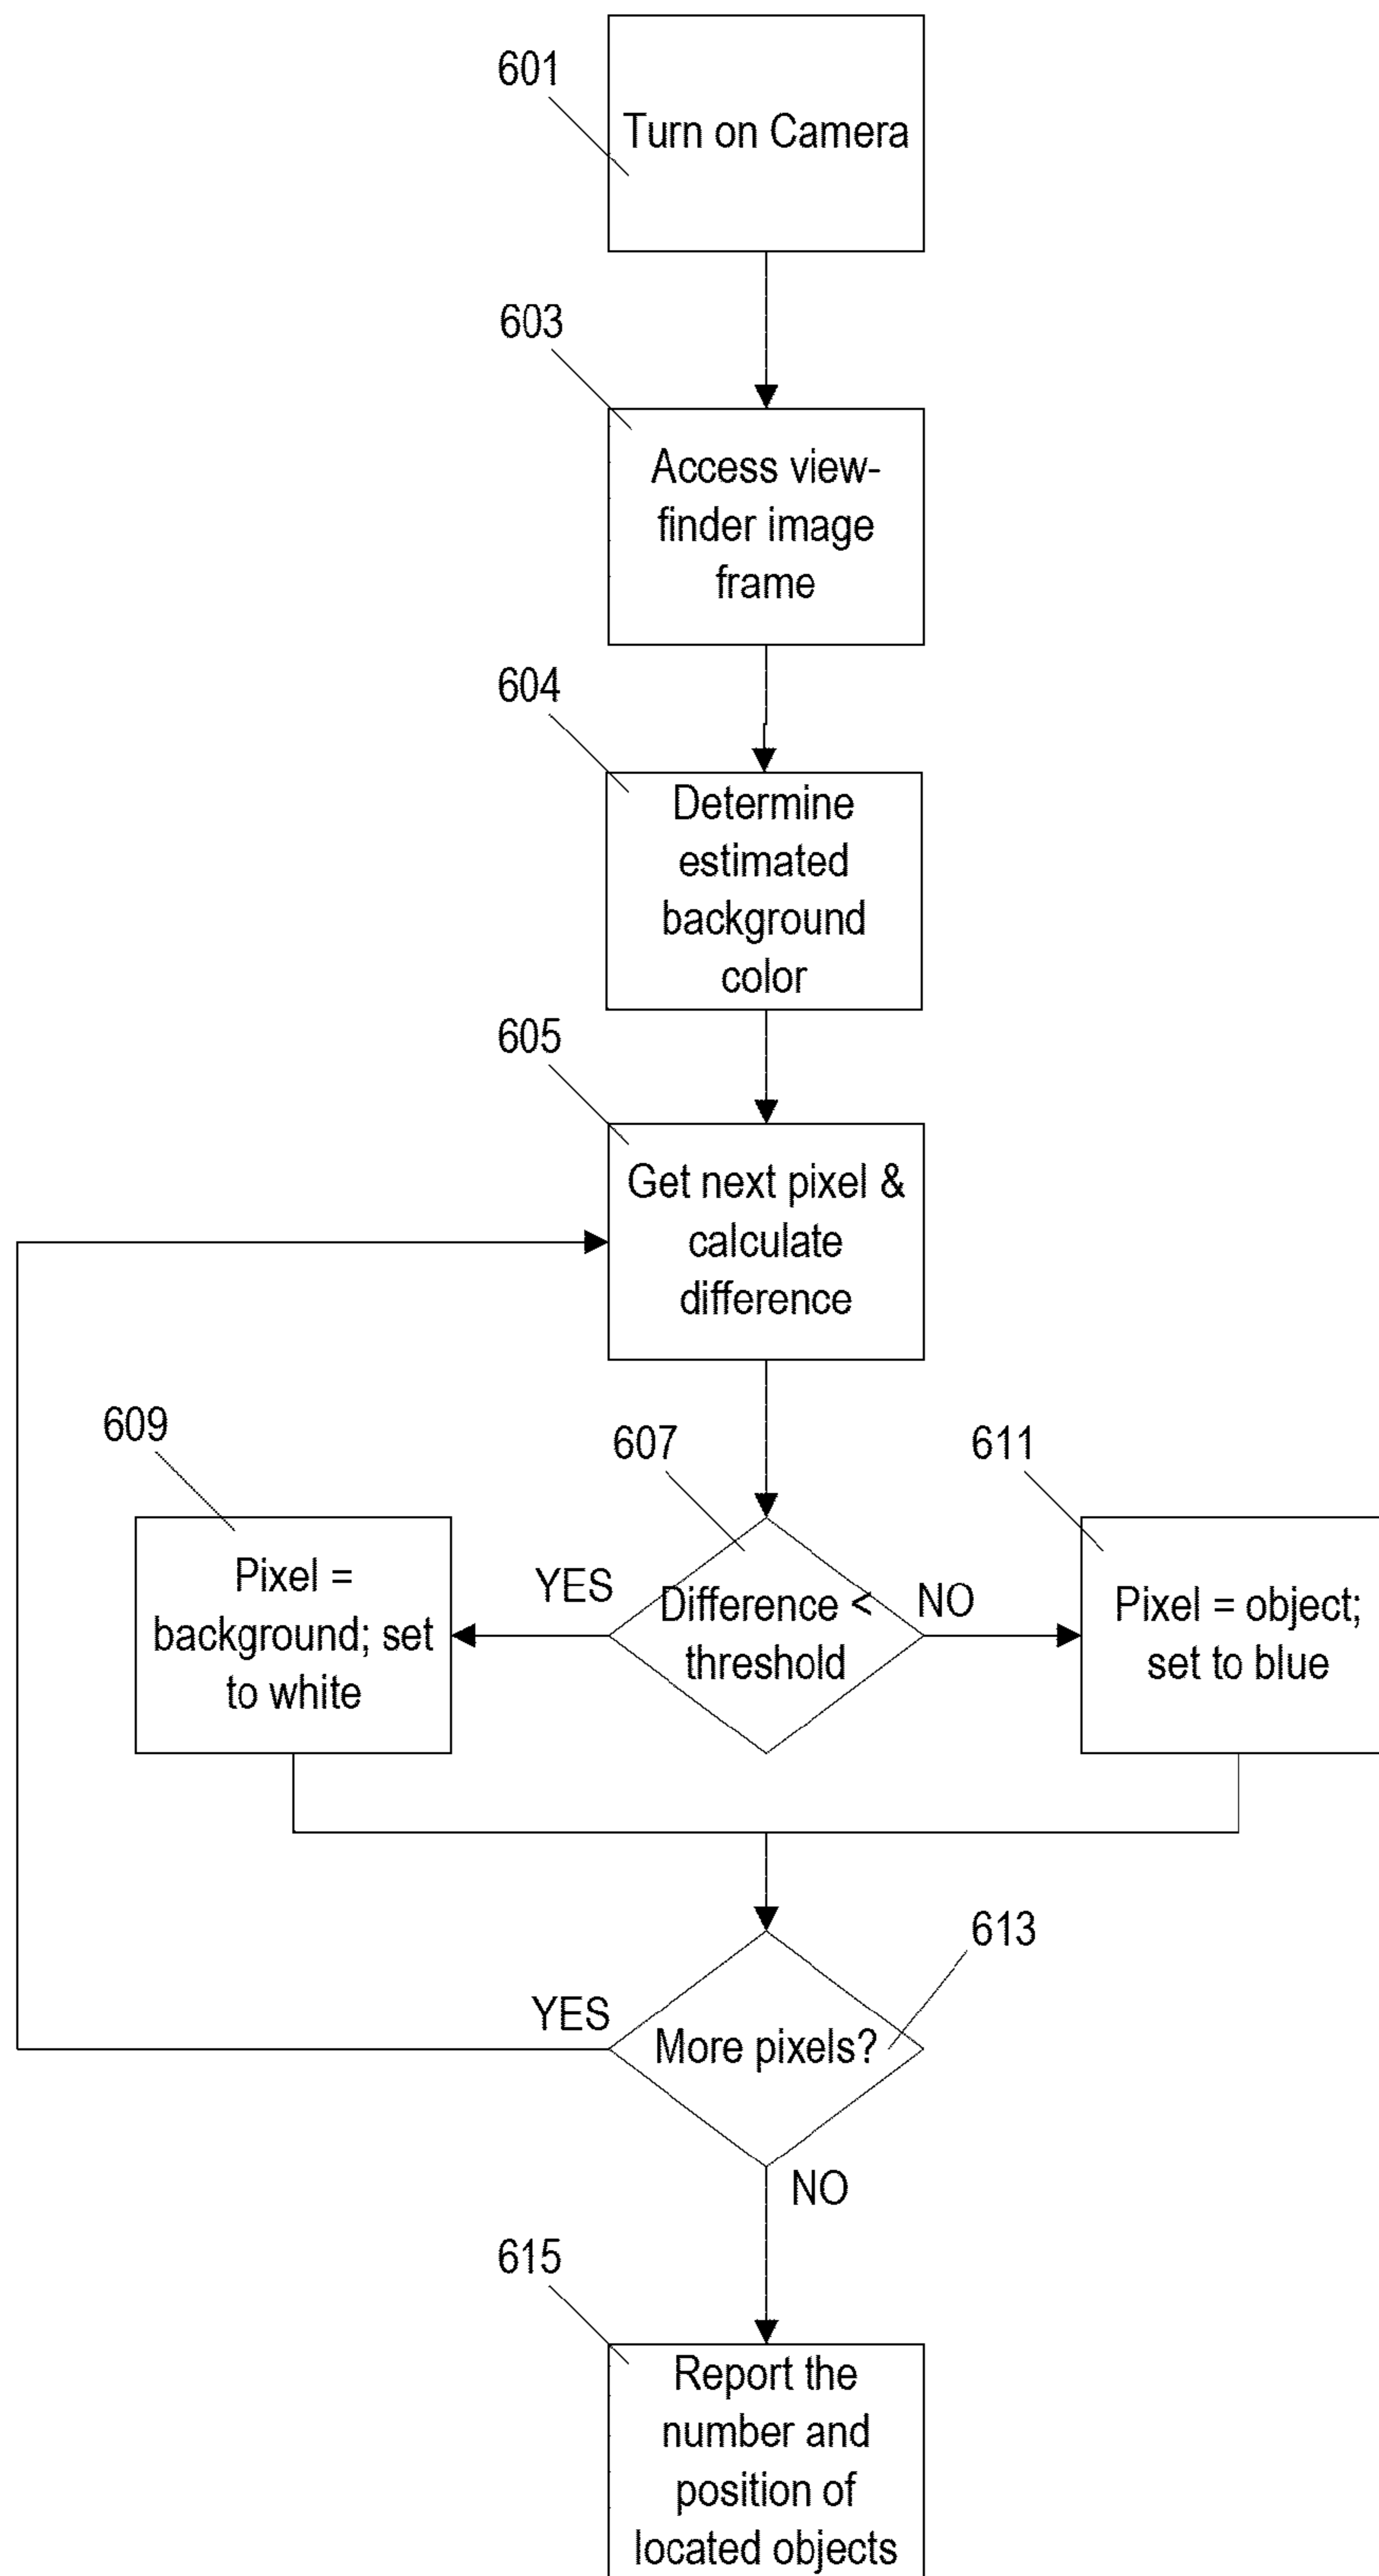 601
Turn on Camera
603
Access view-
finder image
frame
604
Determine
estimated
background
color
605
Get next pixel &
calculate
difference
609
607
611
Pixel =
background; set
to white
YES
Difference <
threshold
NO
Pixel = object;
set to blue
613
YES
More pixels?
NO
615
Report the
number and
position of
located objects